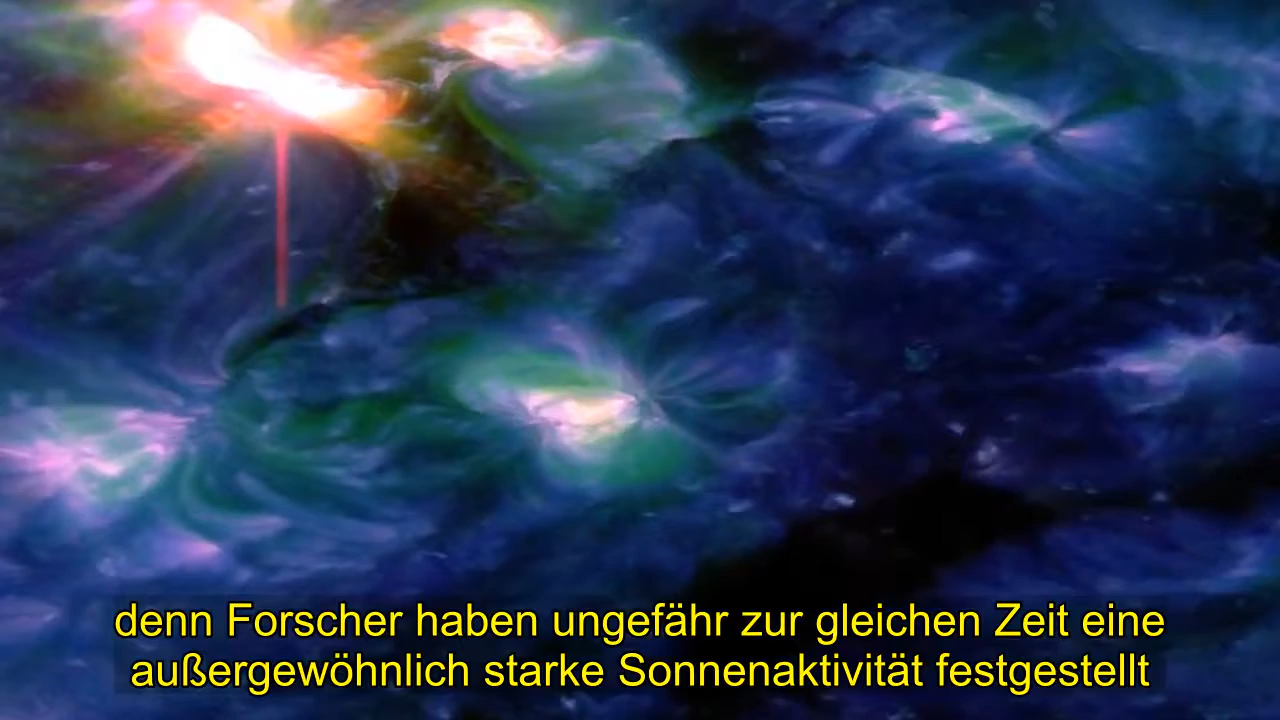 denn Forscher haben ungefähr zur gleichen Zeit eine
außergewöhnlich starke Sonnenaktivität festgestellt